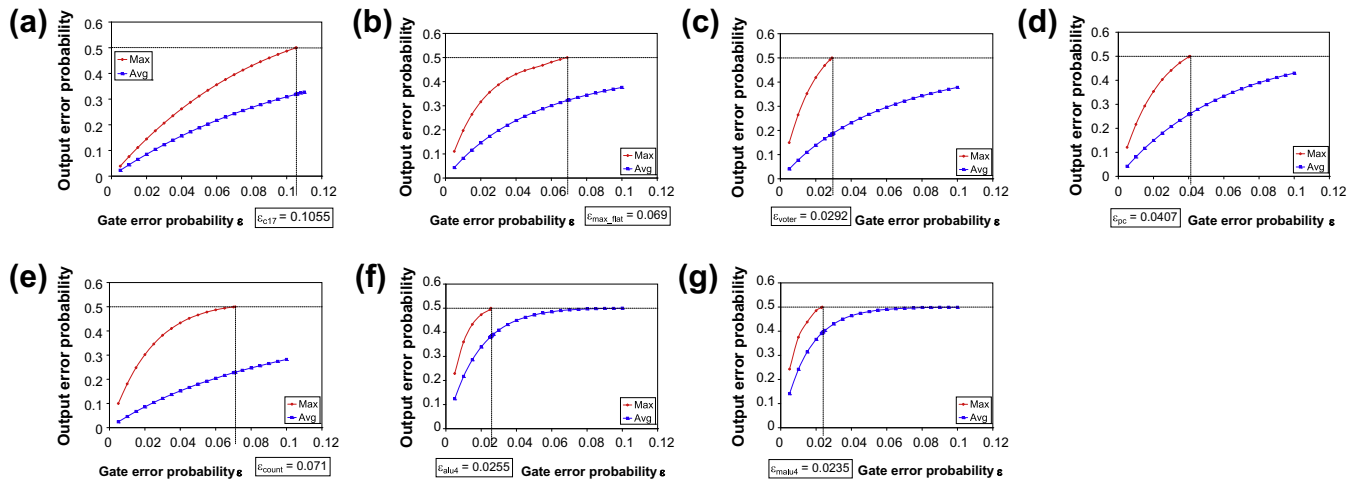 (a)
Output error probability
0.6
0.5
0.4
0.3
0.2
0.1
0
Max
Avg
0.02 0.04 0.06 0.08 0.1 0.12
Gate error probability ε
ε_c17 = 0.1055
(b)
Output error probability
0.6
0.5
0.4
0.3
0.2
0.1
0
Max
Avg
0 0.02 0.04 0.06 0.08 0.1 0.12
Gate error probability ε
ε_max_flat = 0.069
(c)
Output error probability
0.6
0.5
0.4
0.3
0.2
0.1
0
Max
Avg
0 0.02 0.04 0.06 0.08 0.1 0.12
ε_voter = 0.0292
Gate error probability ε
(d)
Output error probability
0.6
0.5
0.4
0.3
0.2
0.1
0
Max
Avg
0 0.02 0.04 0.06 0.08 0.1 0.12
ε_pc = 0.0407
Gate error probability ε
(e)
Output error probability
0.6
0.5
0.4
0.3
0.2
0.1
0
Max
Avg
0 0.02 0.04 0.06 0.08 0.1 0.12
Gate error probability ε
ε_count = 0.071
(f)
Output error probability
0.6
0.5
0.4
0.3
0.2
0.1
0
Max
Avg
0 0.02 0.04 0.06 0.08 0.1 0.12
ε_alu4 = 0.0255
Gate error probability ε
(g)
Output error probability
0.6
0.5
0.4
0.3
0.2
0.1
0
Max
Avg
0 0.02 0.04 0.06 0.08 0.1 0.12
ε_malu4 = 0.0235
Gate error probability ε